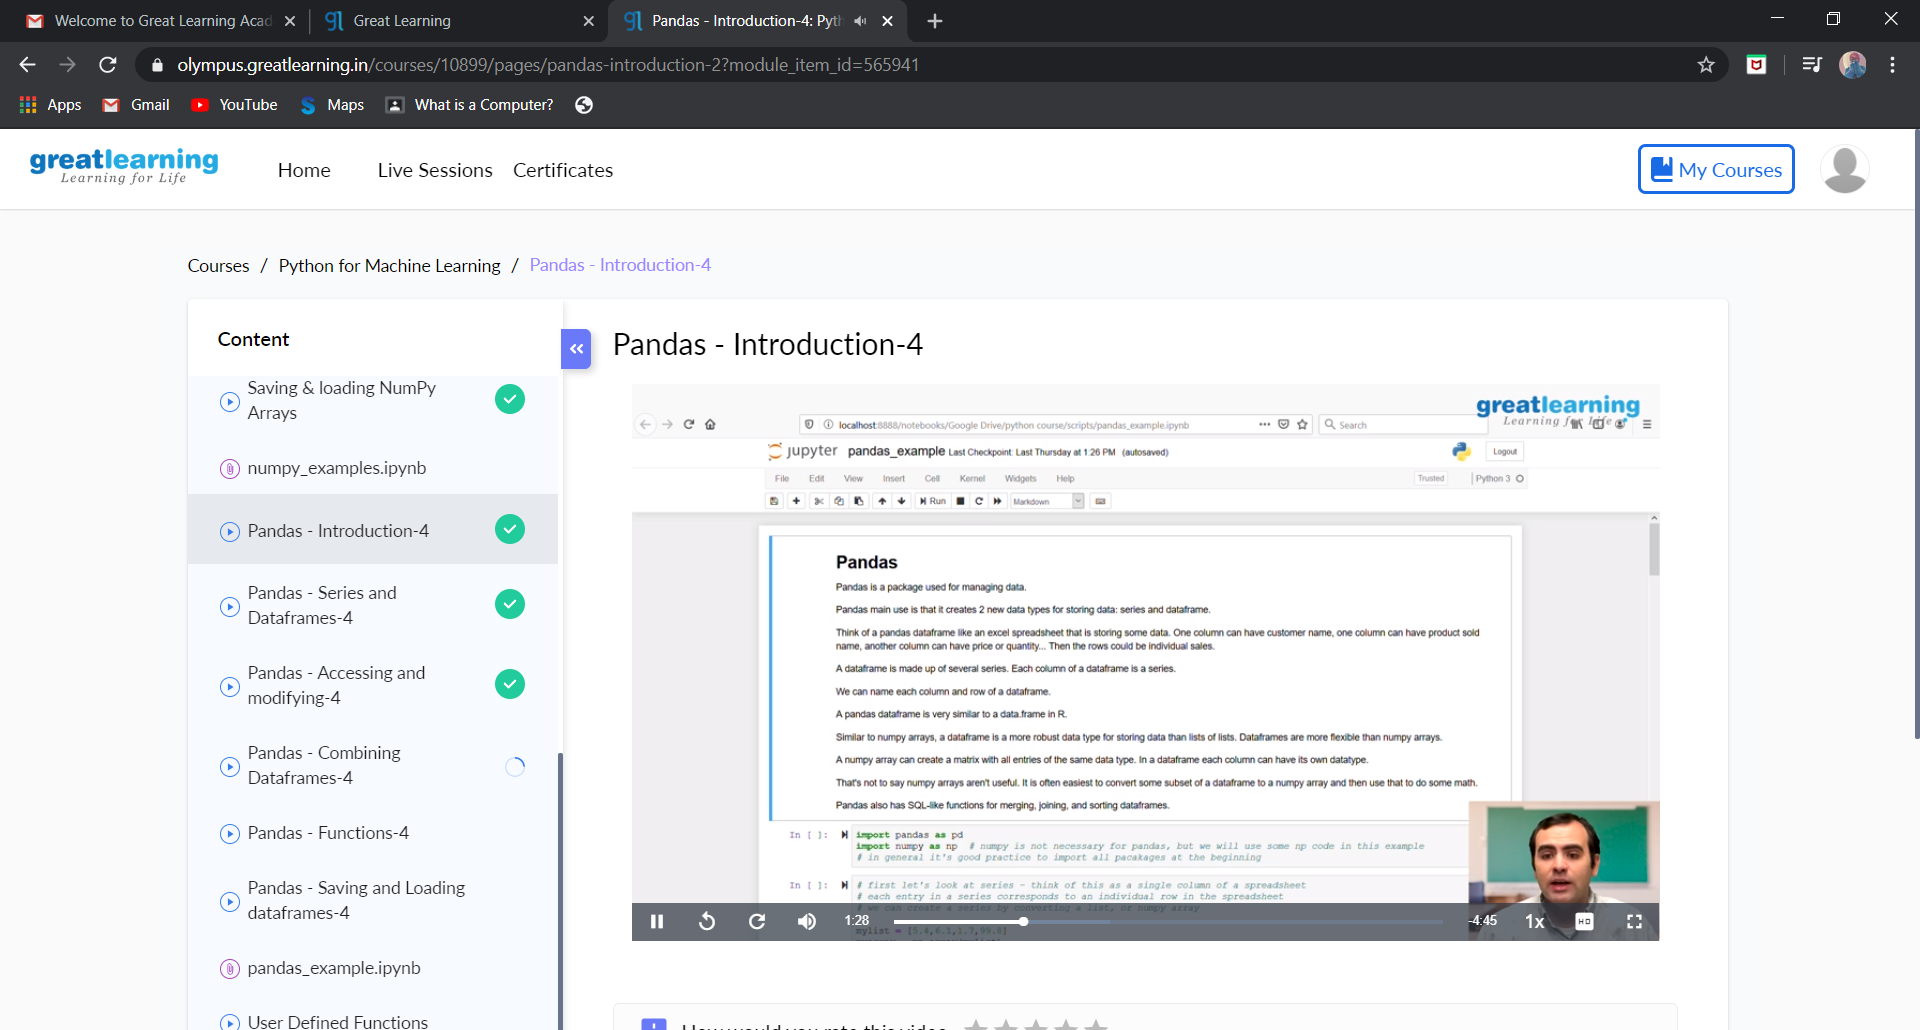 Welcome to Great Learning Acad
Great Learning
Pandas - Introduction-4: Pyth
olympus.greatlearning.in/courses/10899/pages/pandas-introduction-2?module_item_id=565941
Apps Gmail YouTube Maps What is a Computer?
greatlearning
Learning for Life
Home Live Sessions Certificates
My Courses
Courses / Python for Machine Learning / Pandas - Introduction-4
Content
Saving & loading NumPy
Arrays
numpy_examples.ipynb
Pandas - Introduction-4
Pandas - Series and
Dataframes-4
Pandas - Accessing and
modifying-4
Pandas - Combining
Dataframes-4
Pandas - Functions-4
Pandas - Saving and Loading
dataframes-4
pandas_example.ipynb
User Defined Functions
Pandas - Introduction-4
greatlearning
Learning for Life
localhost:8888/notebooks/Google Drive/python course/scripts/pandas_example.ipynb
Search
jupyter pandas_example Last Checkpoint: Last Thursday at 1:26 PM (autosaved)
Logout
File Edit View Insert Cell Kernel Widgets Help
Trusted Python 3
Run Markdown
Pandas
Pandas is a package used for managing data.
Pandas main use is that it creates 2 new data types for storing data: series and dataframe.
Think of a pandas dataframe like an excel spreadsheet that is storing some data. One column can have customer name, one column can have product sold
name, another column can have price or quantity... Then the rows could be individual sales.
A dataframe is made up of several series. Each column of a dataframe is a series.
We can name each column and row of a dataframe.
A pandas dataframe is very similar to a data.frame in R.
Similar to numpy arrays, a dataframe is a more robust data type for storing data than lists of lists. Dataframes are more flexible than numpy arrays.
A numpy array can create a matrix with all entries of the same data type. In a dataframe each column can have its own datatype.
That's not to say numpy arrays aren't useful. It is often easiest to convert some subset of a dataframe to a numpy array and then use that to do some math.
Pandas also has SQL-like functions for merging, joining, and sorting dataframes.
In [ ]: import pandas as pd
import numpy as np # numpy is not necessary for pandas, but we will use some np code in this example
# in general it's good practice to import all pacakages at the beginning
In [ ]: # first let's look at series - think of this as a single column of a spreadsheet
# each entry in a series corresponds to an individual row in the spreadsheet
# we can create a series by converting a list, or numpy array
mylist = [5.4,6.1,1.7,99.8]
1:28
-4:45
1x
HD
How would you rate this video